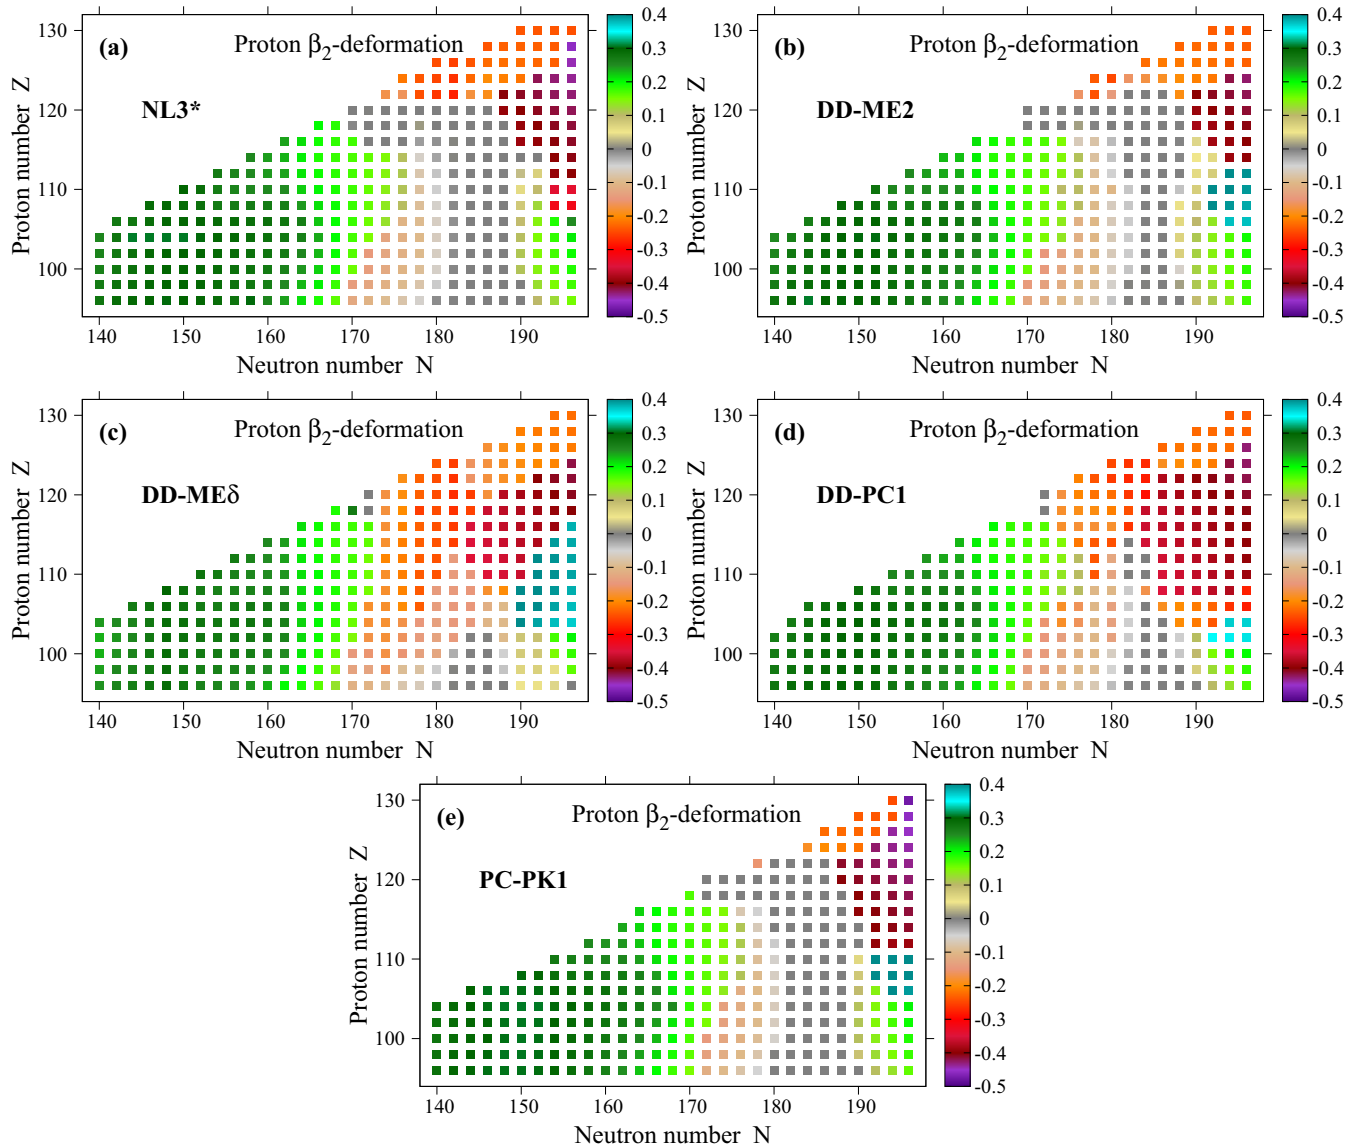 (a) Proton β₂-deformation
NL3*
Proton number Z
130
120
110
100
140 150 160 170 180 190
Neutron number N
0.4
0.3
0.2
0.1
0
-0.1
-0.2
-0.3
-0.4
-0.5
(b) Proton β₂-deformation
DD-ME2
Proton number Z
130
120
110
100
140 150 160 170 180 190
Neutron number N
0.4
0.3
0.2
0.1
0
-0.1
-0.2
-0.3
-0.4
-0.5
(c) Proton β₂-deformation
DD-MEδ
Proton number Z
130
120
110
100
140 150 160 170 180 190
Neutron number N
0.4
0.3
0.2
0.1
0
-0.1
-0.2
-0.3
-0.4
-0.5
(d) Proton β₂-deformation
DD-PC1
Proton number Z
130
120
110
100
140 150 160 170 180 190
Neutron number N
0.4
0.3
0.2
0.1
0
-0.1
-0.2
-0.3
-0.4
-0.5
(e) Proton β₂-deformation
PC-PK1
Proton number Z
130
120
110
100
140 150 160 170 180 190
Neutron number N
0.4
0.3
0.2
0.1
0
-0.1
-0.2
-0.3
-0.4
-0.5